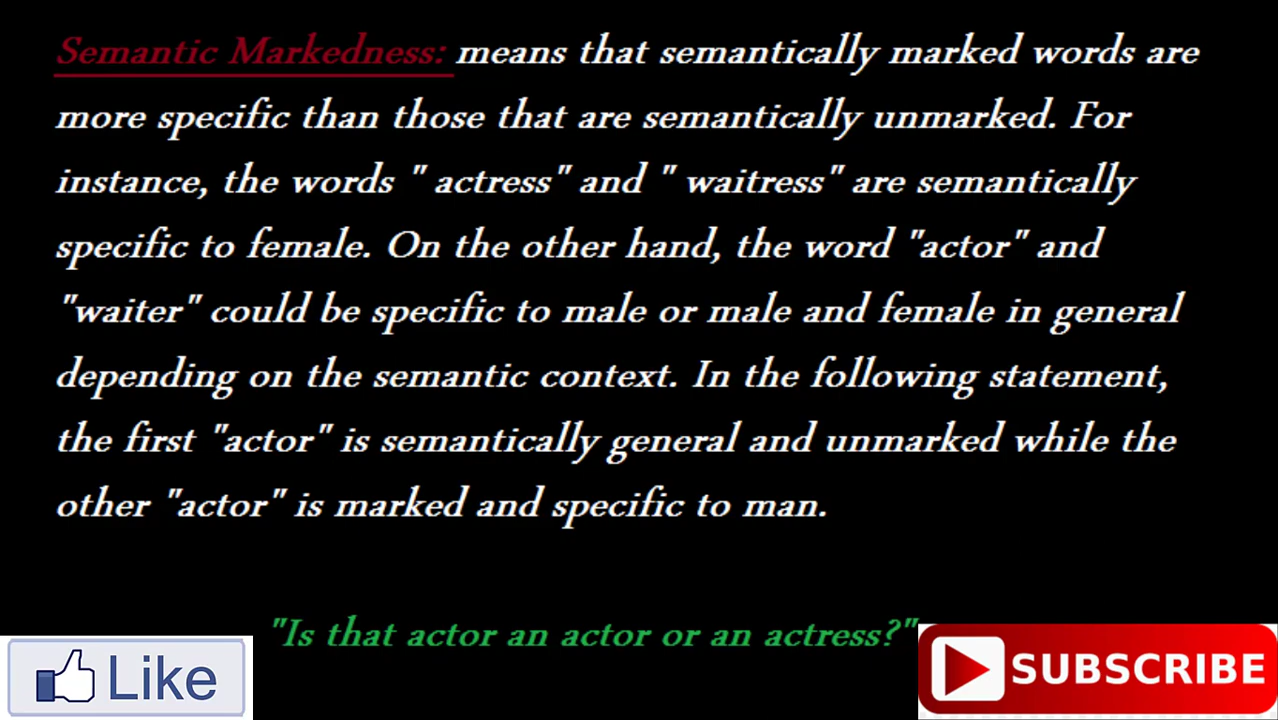 Semantic Markedness: means that semantically marked words are
more specific than those that are semantically unmarked. For
instance, the words " actress" and " waitress" are semantically
specific to female. On the other hand, the word "actor" and
"waiter" could be specific to male or male and female in general
depending on the semantic context. In the following statement,
the first "actor" is semantically general and unmarked while the
other "actor" is marked and specific to man.
"Is that actor an actor or an actress?"
Like
SUBSCRIBE